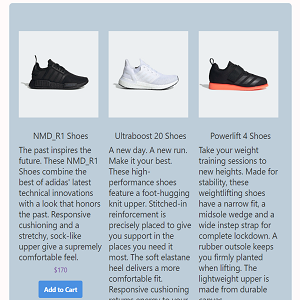 NMD_R1 Shoes
The past inspires the
future. These NMD_R1
Shoes combine the
best of adidas' latest
technical innovations
with a look that honors
the past. Responsive
cushioning and a
stretchy, sock-like
upper give a supremely
comfortable feel.
$170
Add to Cart
Ultraboost 20 Shoes
A new day. A new run.
Make it your best.
These high-
performance shoes
feature a foot-hugging
knit upper. Stitched-in
reinforcement is
precisely placed to give
you support in the
places you need it
most. The soft elastane
heel delivers a more
comfortable fit.
Responsive cushioning
returns energy to your
Powerlift 4 Shoes
Take your weight
training sessions to new
heights. Made for
stability, these
weightlifting shoes
have a narrow fit, a
midsole wedge and a
wide instep strap for
complete lockdown. A
rubber outsole keeps
you firmly planted
when lifting. The
lightweight upper is
made from durable
canvas.